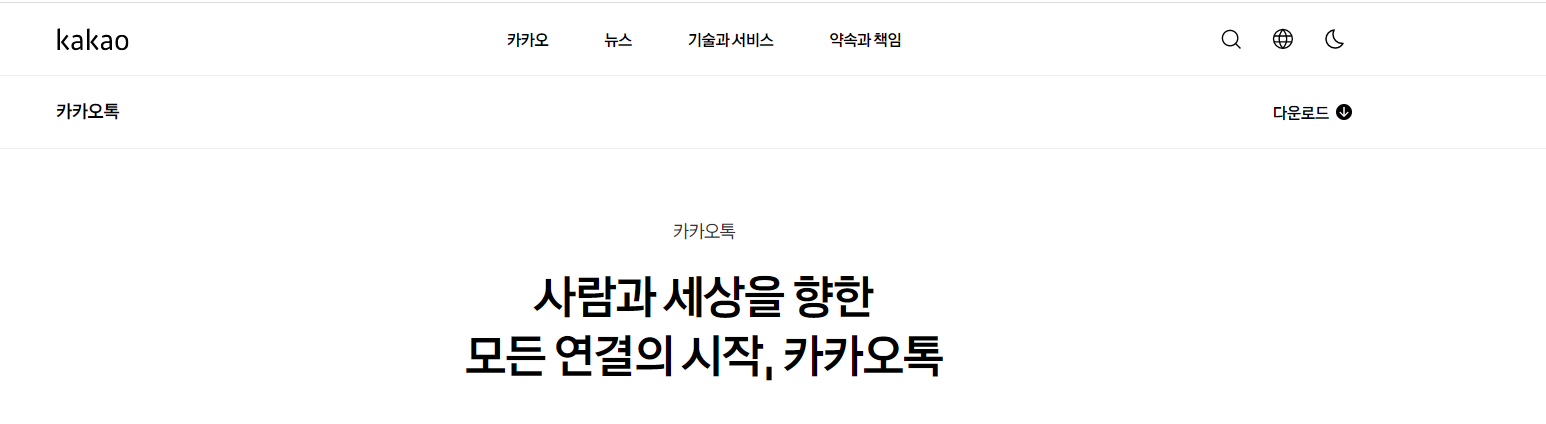 kakao 카카오 뉴스 기술과 서비스 약속과 책임
카카오톡 다운로드
카카오톡
사람과 세상을 향한
모든 연결의 시작, 카카오톡